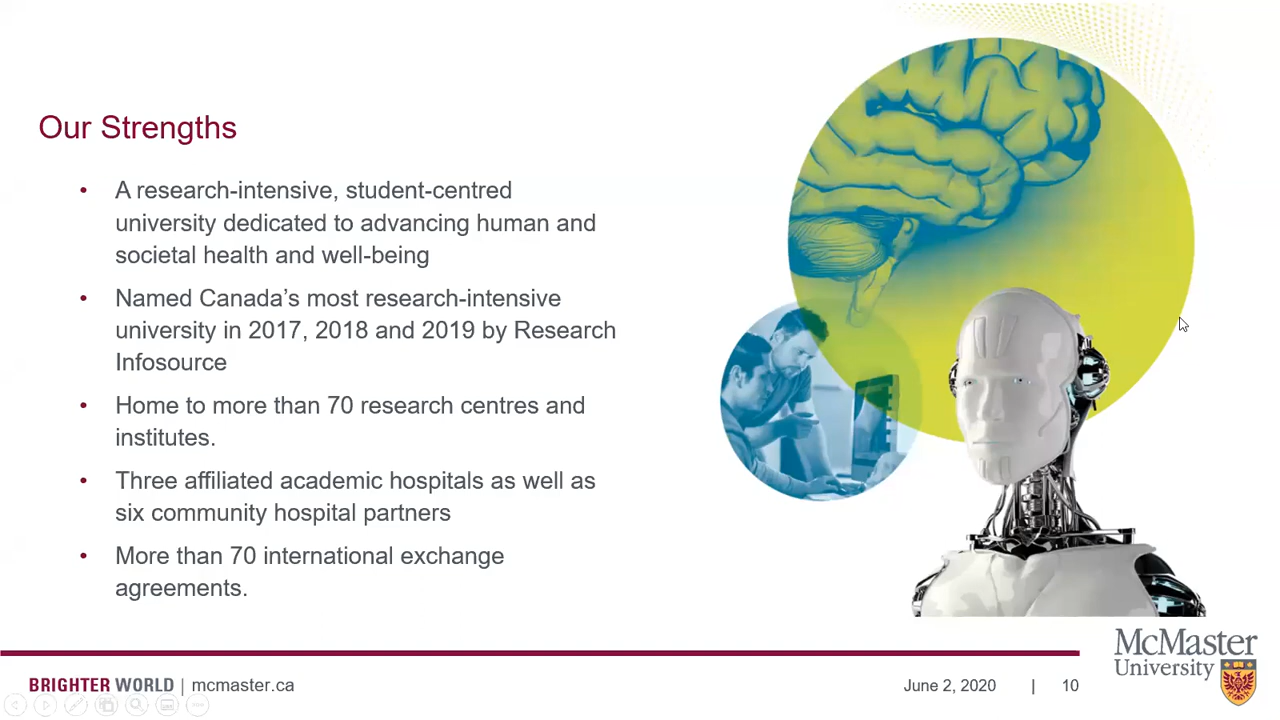 Our Strengths
• A research-intensive, student-centred
university dedicated to advancing human and
societal health and well-being
• Named Canada’s most research-intensive
university in 2017, 2018 and 2019 by Research
Infosource
• Home to more than 70 research centres and
institutes.
• Three affiliated academic hospitals as well as
six community hospital partners
• More than 70 international exchange
agreements.
McMaster
University
BRIGHTER WORLD | mcmaster.ca
June 2, 2020 | 10